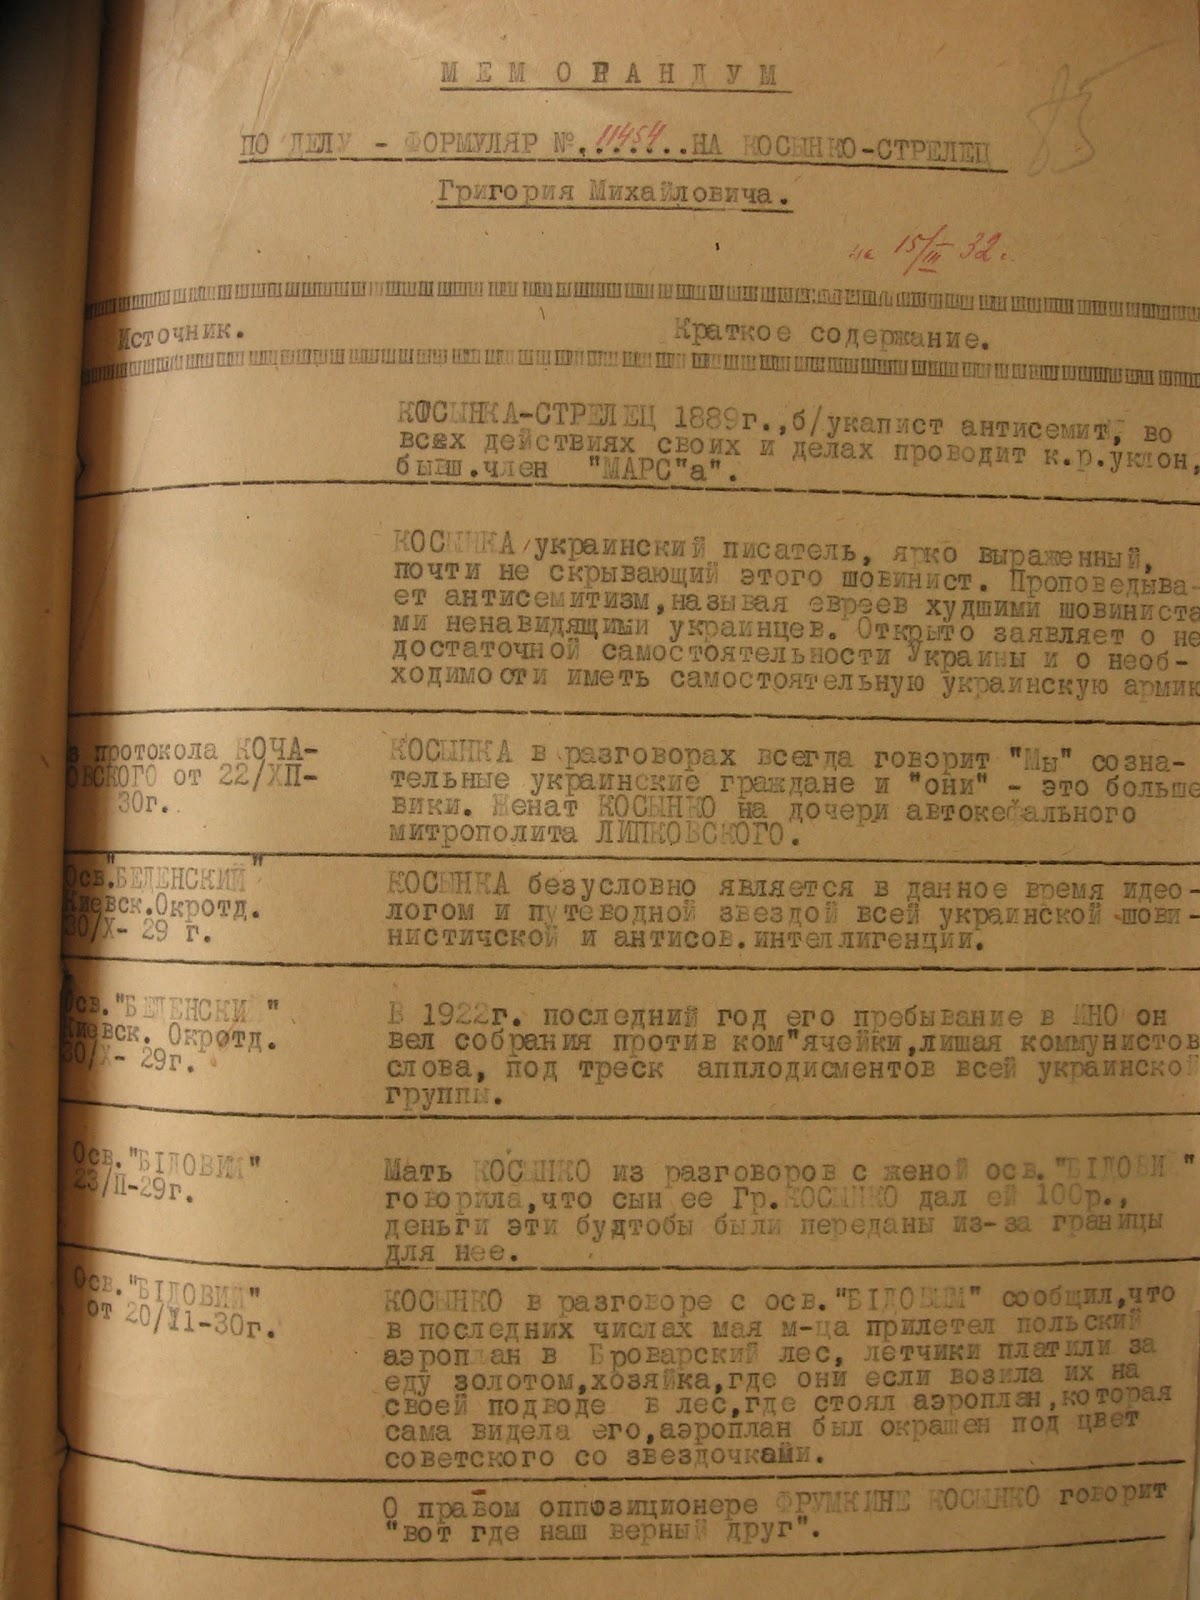 МЕМОРАНДУМ
85
ПО ДЕЛУ - ФОРМУЛЯР №. 11454 ..НА КОСЫНКО-СТРЕЛЕЦ
Григория Михайловича.
на 15/III 32 г.
Источник. Краткое содержание.
КОСЫНКА-СТРЕЛЕЦ 1889г.,б/укапист антисемит, во
всех действиях своих и делах проводит к.р.уклон,
бывш.член "МАРС"а".
КОСЫНКА/украинский писатель, ярко выраженный,
почти не скрывающий этого шовинист. Проповедыва-
ет антисемитизм,называя евреев худшими шовиниста
ми ненавидящими украинцев. Открыто заявляет о не
достаточной самостоятельности Украины и о необ-
ходимости иметь самостоятельную украинскую армию
з протокола КОЧА-
ОВСКОГО от 22/ХП-
30г.
КОСЫНКА в разговорах всегда говорит "Мы" созна-
тельные украинские граждане и "они" - это больше
вики. Женат КОСЫНКО на дочери автокефального
митрополита ЛИПКОВСКОГО.
Осв."БЕДЕНСКИЙ"
Киевск.Окротд.
30/Х- 29 г.
КОСЫНКА безусловно является в данное время идео-
логом и путеводной звездой всей украинской шови-
нистичской и антисов.интеллигенции.
Осв."БЕДЕНСКИЙ"
Киевск. Окротд.
30/Х- 29г.
В 1922г. последний год его пребывание в ИНО он
вел собрания против ком"ячейки,лишая коммунистов
слова, под треск апплодисментов всей украинской
группы.
Осв."БІЛОВИЙ"
23/П-29г.
Мать КОСЫНКО из разговоров с женой осв."БІЛОВИЙ"
говорила,что сын ее Гр.КОСЫНКО дал ей 100р.,
деньги эти будтобы были переданы из-за границы
для нее.
Осв."БІЛОВИЙ"
от 20/II-30г.
КОСЫНКО в разговоре с осв."БІЛОВЫМ" сообщил,что
в последних числах мая м-ца прилетел польский
аэроплан в Броварский лес, летчики платили за
еду золотом,хозяйка,где они если возила их на
своей подводе в лес,где стоял аэроплан,которая
сама видела его,аэроплан был окрашен под цвет
советского со звездочками.
О правом оппозиционере ФРУМКИНЕ КОСЫНКО говорит
"вот где наш верный друг".